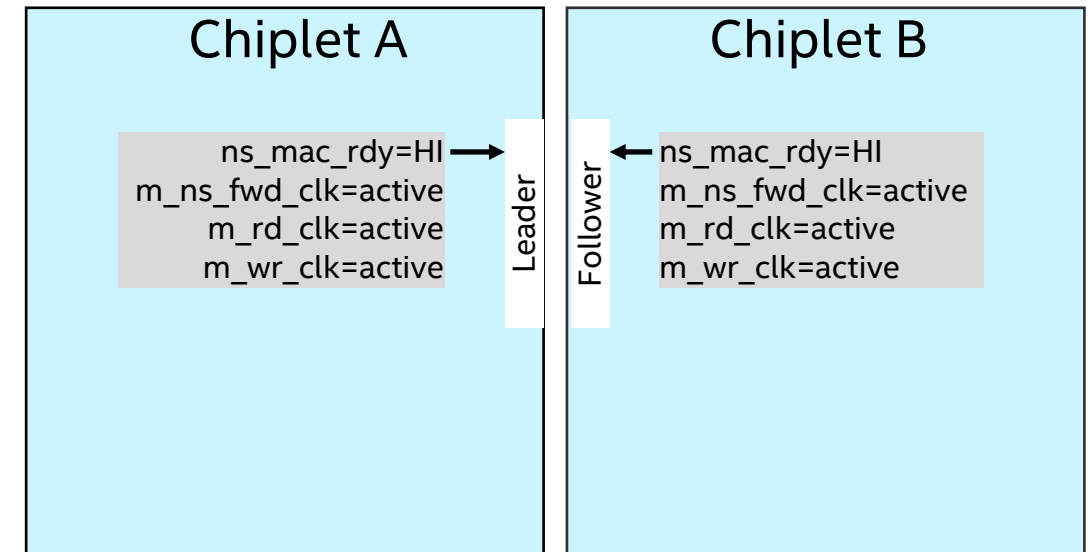 Chiplet A
ns_mac_rdy=HI
m_ns_fwd_clk=active
m_rd_clk=active
m_wr_clk=active
Leader
Chiplet B
Follower
ns_mac_rdy=HI
m_ns_fwd_clk=active
m_rd_clk=active
m_wr_clk=active